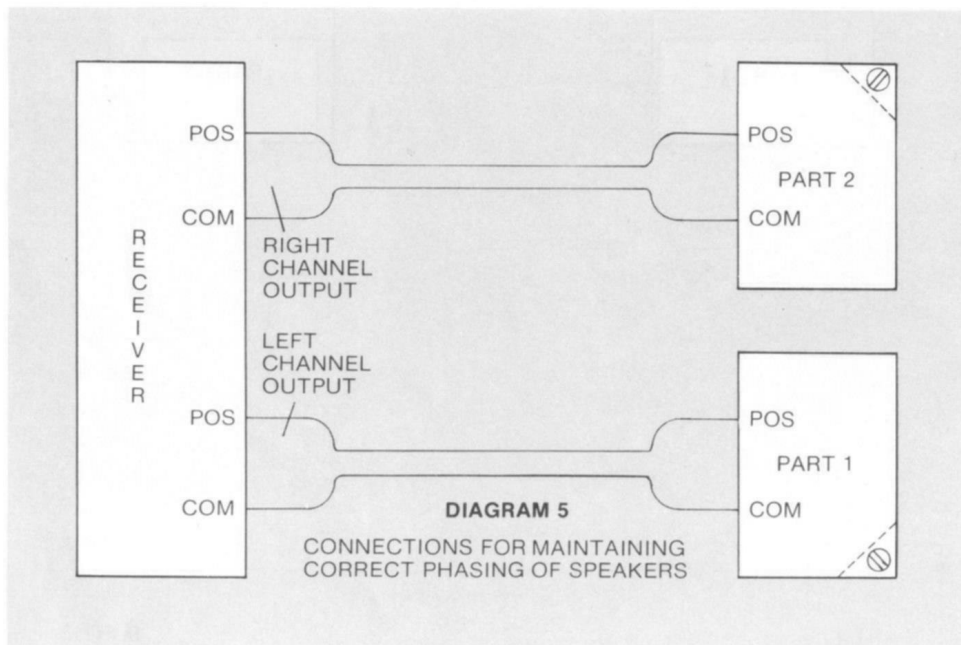 RECEIVER
POS
COM
RIGHT
CHANNEL
OUTPUT
POS
PART 2
COM
LEFT
CHANNEL
OUTPUT
POS
COM
POS
PART 1
COM
DIAGRAM 5
CONNECTIONS FOR MAINTAINING
CORRECT PHASING OF SPEAKERS